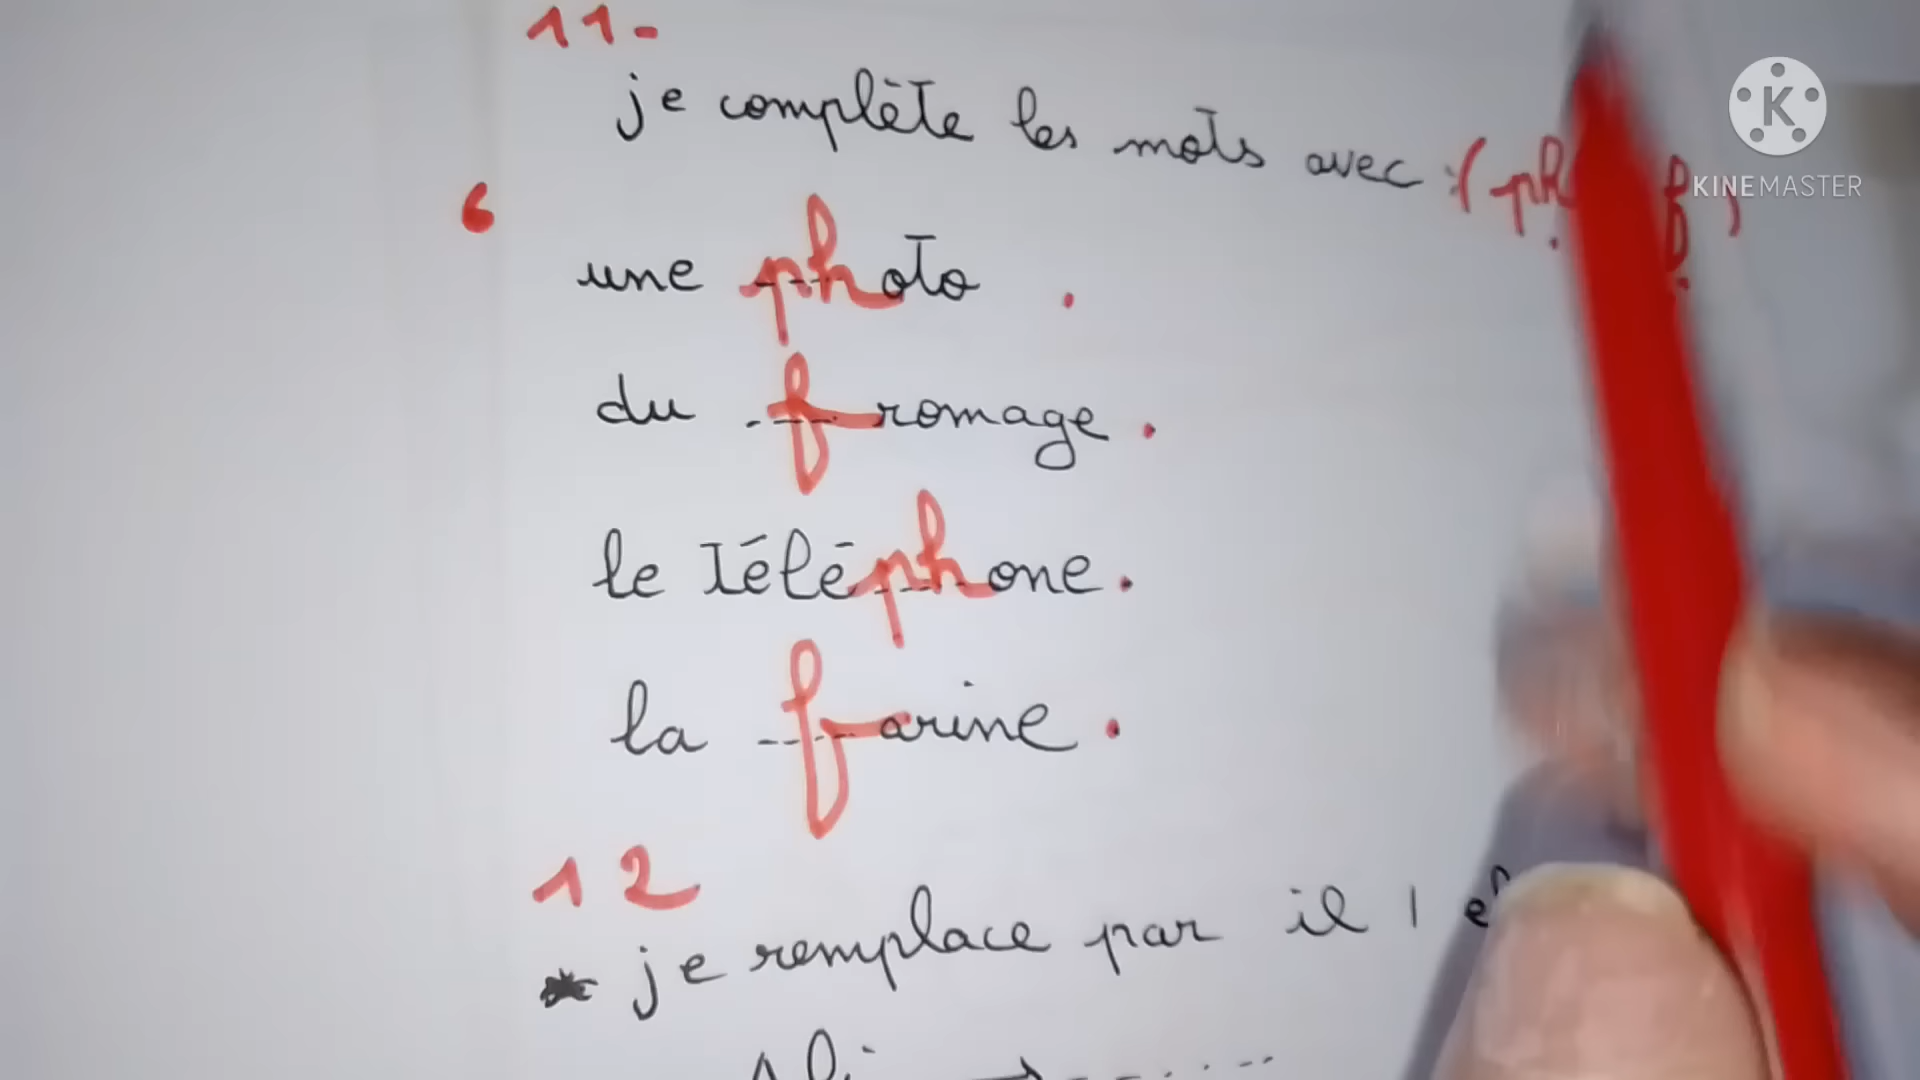 11-
je complète les mots avec :( ph f )
6
une photo .
du fromage .
le téléphone .
la farine .
12
je remplace par il /
Ali → ......
K
KINEMASTER